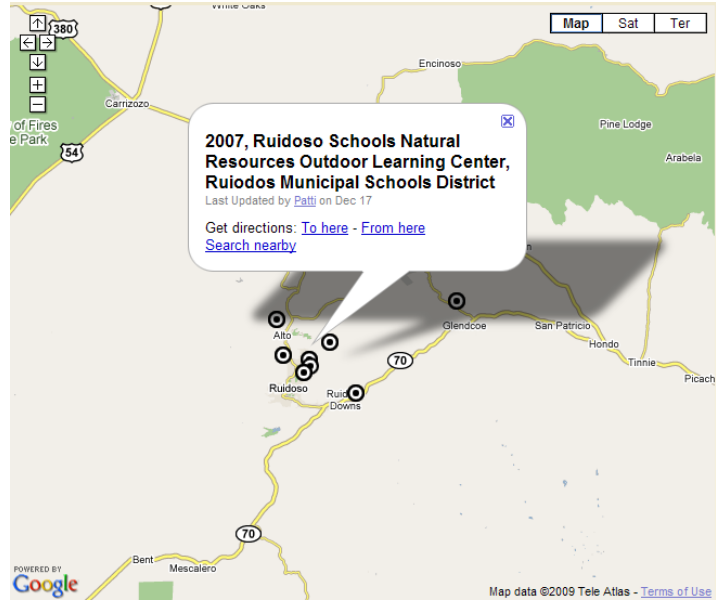 White Oaks
380
Map Sat Ter
Encinoso
Carrizozo
y of Fires
e Park
54
Pine Lodge
Arabela
2007, Ruidoso Schools Natural
Resources Outdoor Learning Center,
Ruiodos Municipal Schools District
Last Updated by Patti on Dec 17
Get directions: To here - From here
Search nearby
Glendcoe
San Patricio
Alto
Hondo
Tinnie
70
Picach
Ruidoso
Downs
70
Bent
Mescalero
POWERED BY
Google
Map data ©2009 Tele Atlas - Terms of Use